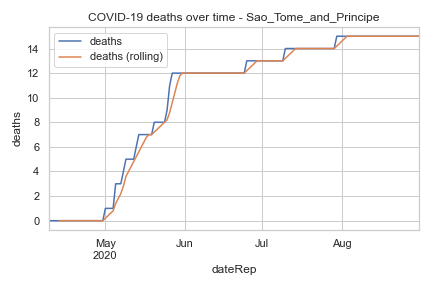 COVID-19 deaths over time - Sao_Tome_and_Principe
deaths
deaths (rolling)
14
12
10
8
6
4
2
0
deaths
May
2020
Jun
Jul
Aug
dateRep